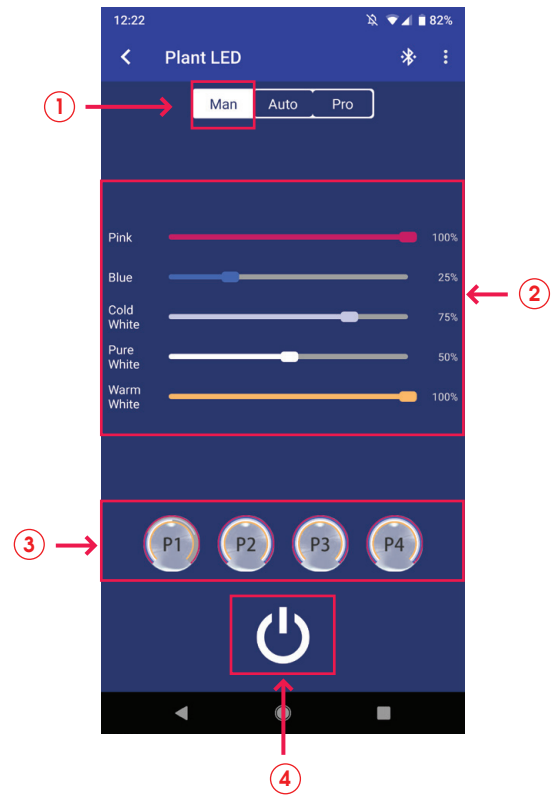 12:22 82%
Plant LED
1 Man Auto Pro
Pink 100%
Blue 25%
Cold
White 75%
Pure
White 50%
Warm
White 100%
2
3 P1 P2 P3 P4
4